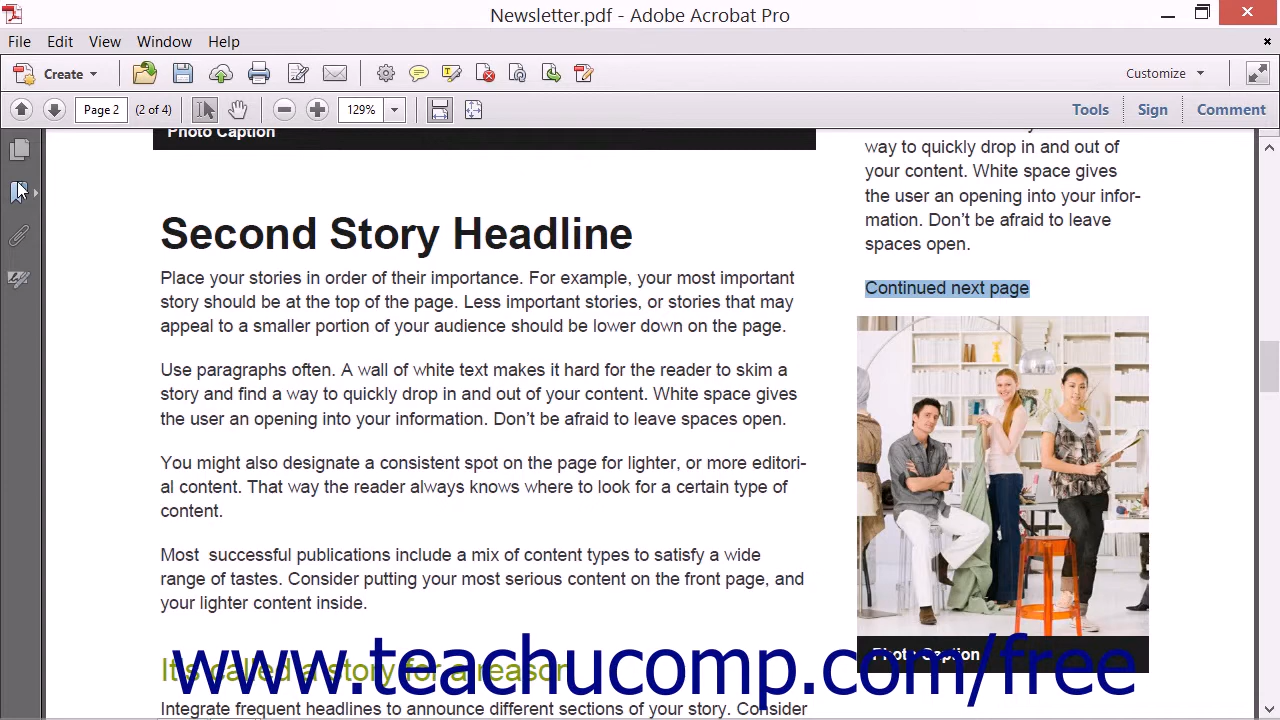 Newsletter.pdf - Adobe Acrobat Pro
File Edit View Window Help
Create
Customize
Page 2 (2 of 4) 129%
Tools Sign Comment
Photo Caption
Second Story Headline
Place your stories in order of their importance. For example, your most important
story should be at the top of the page. Less important stories, or stories that may
appeal to a smaller portion of your audience should be lower down on the page.
Use paragraphs often. A wall of white text makes it hard for the reader to skim a
story and find a way to quickly drop in and out of your content. White space gives
the user an opening into your information. Don't be afraid to leave spaces open.
You might also designate a consistent spot on the page for lighter, or more editori-
al content. That way the reader always knows where to look for a certain type of
content.
Most  successful publications include a mix of content types to satisfy a wide
range of tastes. Consider putting your most serious content on the front page, and
your lighter content inside.
It's called a story for a reason
Integrate frequent headlines to announce different sections of your story. Consider
way to quickly drop in and out of
your content. White space gives
the user an opening into your infor-
mation. Don't be afraid to leave
spaces open.
Continued next page
Photo Caption
www.teachucomp.com/free